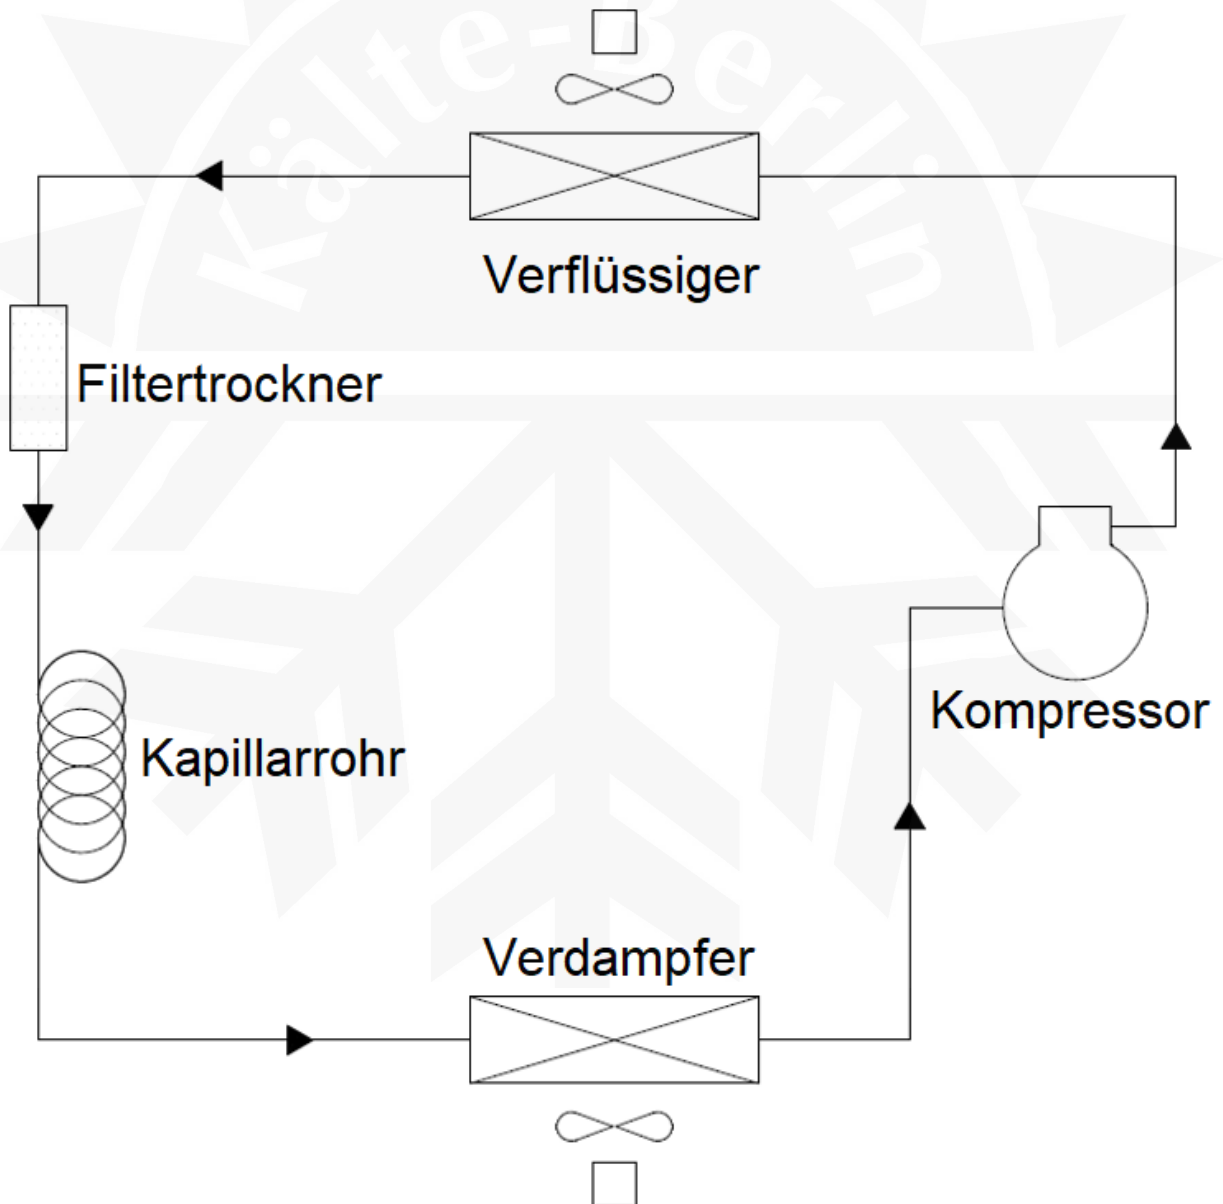 Kälte-Berlin
Verflüssiger
Filtertrockner
Kompressor
Kapillarrohr
Verdampfer